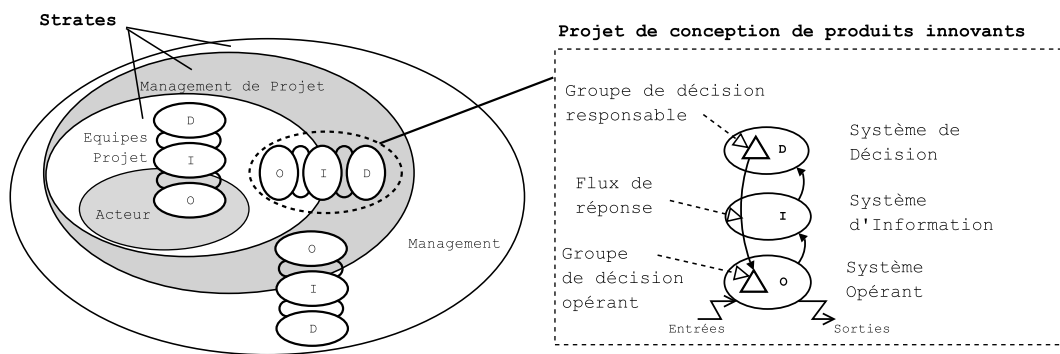 Strates
Management de Projet
D
Equipes
Projet
I
O
Acteur
O
I
D
Management
O
I
D
Projet de conception de produits innovants
Groupe de décision
responsable
D
Système de
Décision
Flux de
réponse
I
Système
d'Information
Groupe
de décision
opérant
O
Système
Opérant
Entrées
Sorties